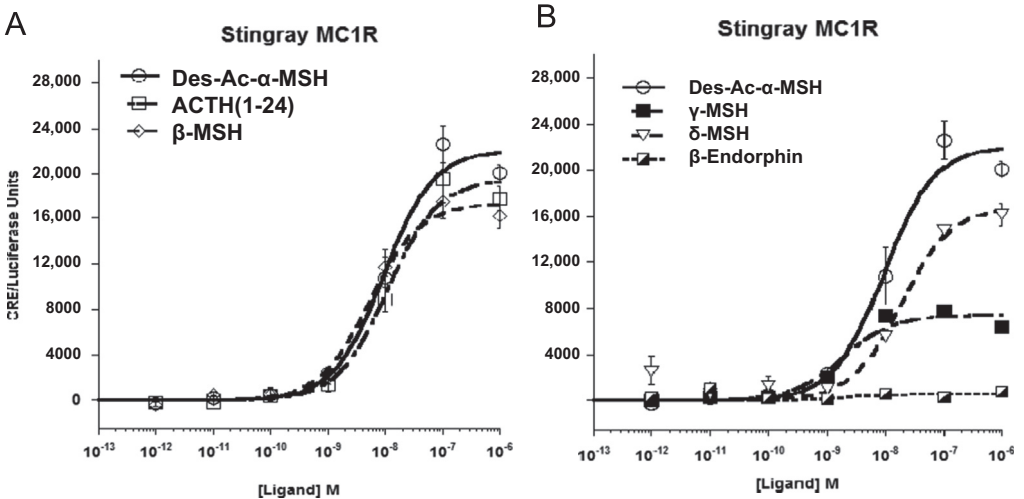 A
Stingray MC1R
28,000
24,000
20,000
16,000
12,000
8000
4000
0
CRE/Luciferase Units
Des-Ac-α-MSH
ACTH(1-24)
β-MSH
10-13
10-12
10-11
10-10
10-9
10-8
10-7
10-6
[Ligand] M
B
Stingray MC1R
28,000
24,000
20,000
16,000
12,000
8000
4000
0
Des-Ac-α-MSH
γ-MSH
δ-MSH
β-Endorphin
10-13
10-12
10-11
10-10
10-9
10-8
10-7
10-6
[Ligand] M